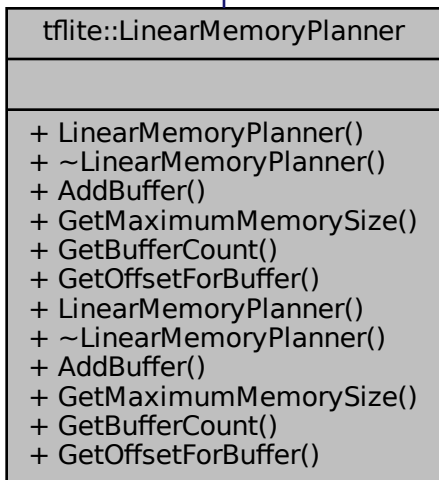 tflite::LinearMemoryPlanner
+ LinearMemoryPlanner()
+ ~LinearMemoryPlanner()
+ AddBuffer()
+ GetMaximumMemorySize()
+ GetBufferCount()
+ GetOffsetForBuffer()
+ LinearMemoryPlanner()
+ ~LinearMemoryPlanner()
+ AddBuffer()
+ GetMaximumMemorySize()
+ GetBufferCount()
+ GetOffsetForBuffer()